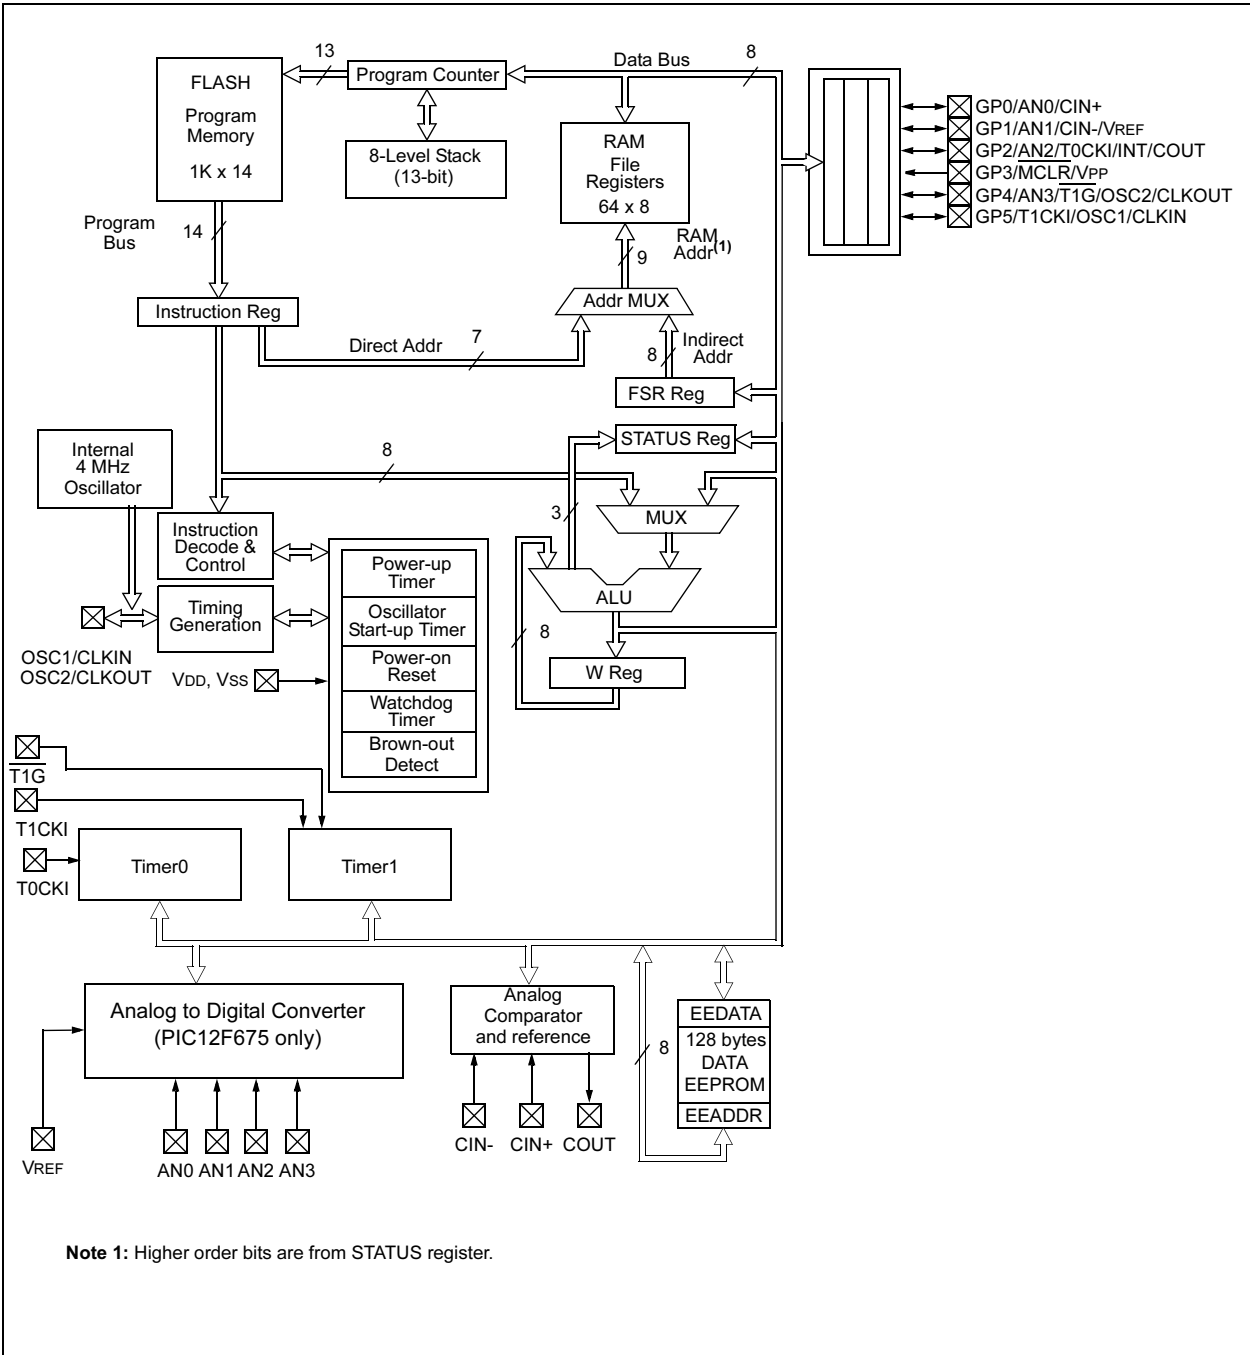 13
Data Bus
8
FLASH
Program
Memory
1K x 14
Program Counter
8-Level Stack
(13-bit)
RAM
File
Registers
64 x 8
GP0/AN0/CIN+
GP1/AN1/CIN-/VREF
GP2/AN2/T0CKI/INT/COUT
GP3/MCLR/VPP
GP4/AN3/T1G/OSC2/CLKOUT
GP5/T1CKI/OSC1/CLKIN
Program
Bus
14
RAM
Addr(1)
9
Addr MUX
Instruction Reg
Direct Addr
7
Indirect
Addr
8
FSR Reg
STATUS Reg
Internal
4 MHz
Oscillator
8
3
MUX
Instruction
Decode &
Control
Timing
Generation
Power-up
Timer
Oscillator
Start-up Timer
Power-on
Reset
Watchdog
Timer
Brown-out
Detect
ALU
8
W Reg
OSC1/CLKIN
OSC2/CLKOUT
VDD, VSS
T1G
T1CKI
T0CKI
Timer0
Timer1
Analog to Digital Converter
(PIC12F675 only)
Analog
Comparator
and reference
EEDATA
128 bytes
DATA
EEPROM
EEADDR
8
VREF
AN0 AN1 AN2 AN3
CIN- CIN+ COUT
Note 1: Higher order bits are from STATUS register.